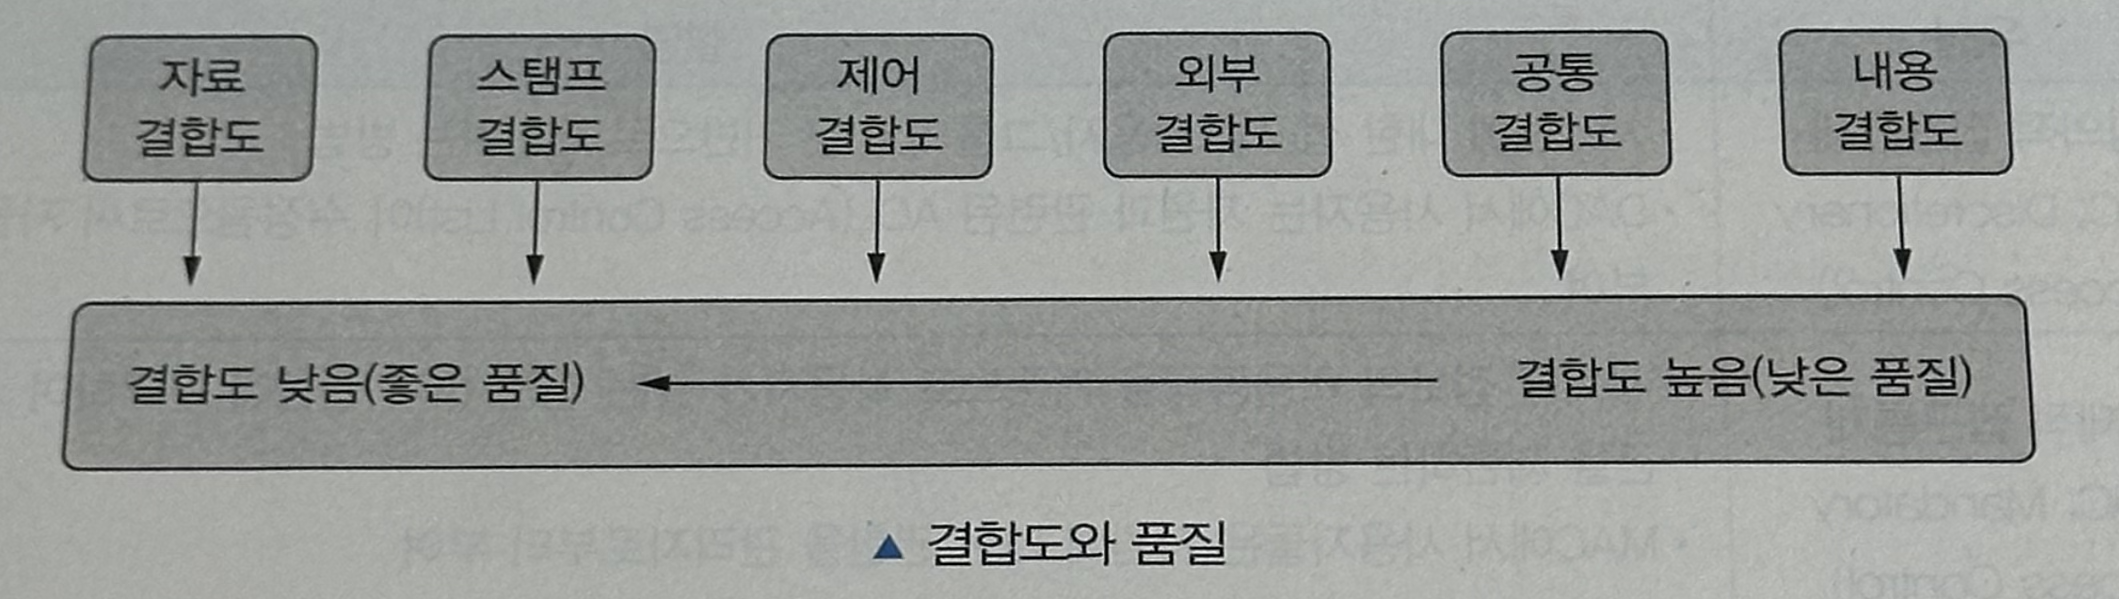 자료
결합도
스탬프
결합도
제어
결합도
외부
결합도
공통
결합도
내용
결합도
결합도 낮음(좋은 품질)
결합도 높음(낮은 품질)
▲ 결합도와 품질